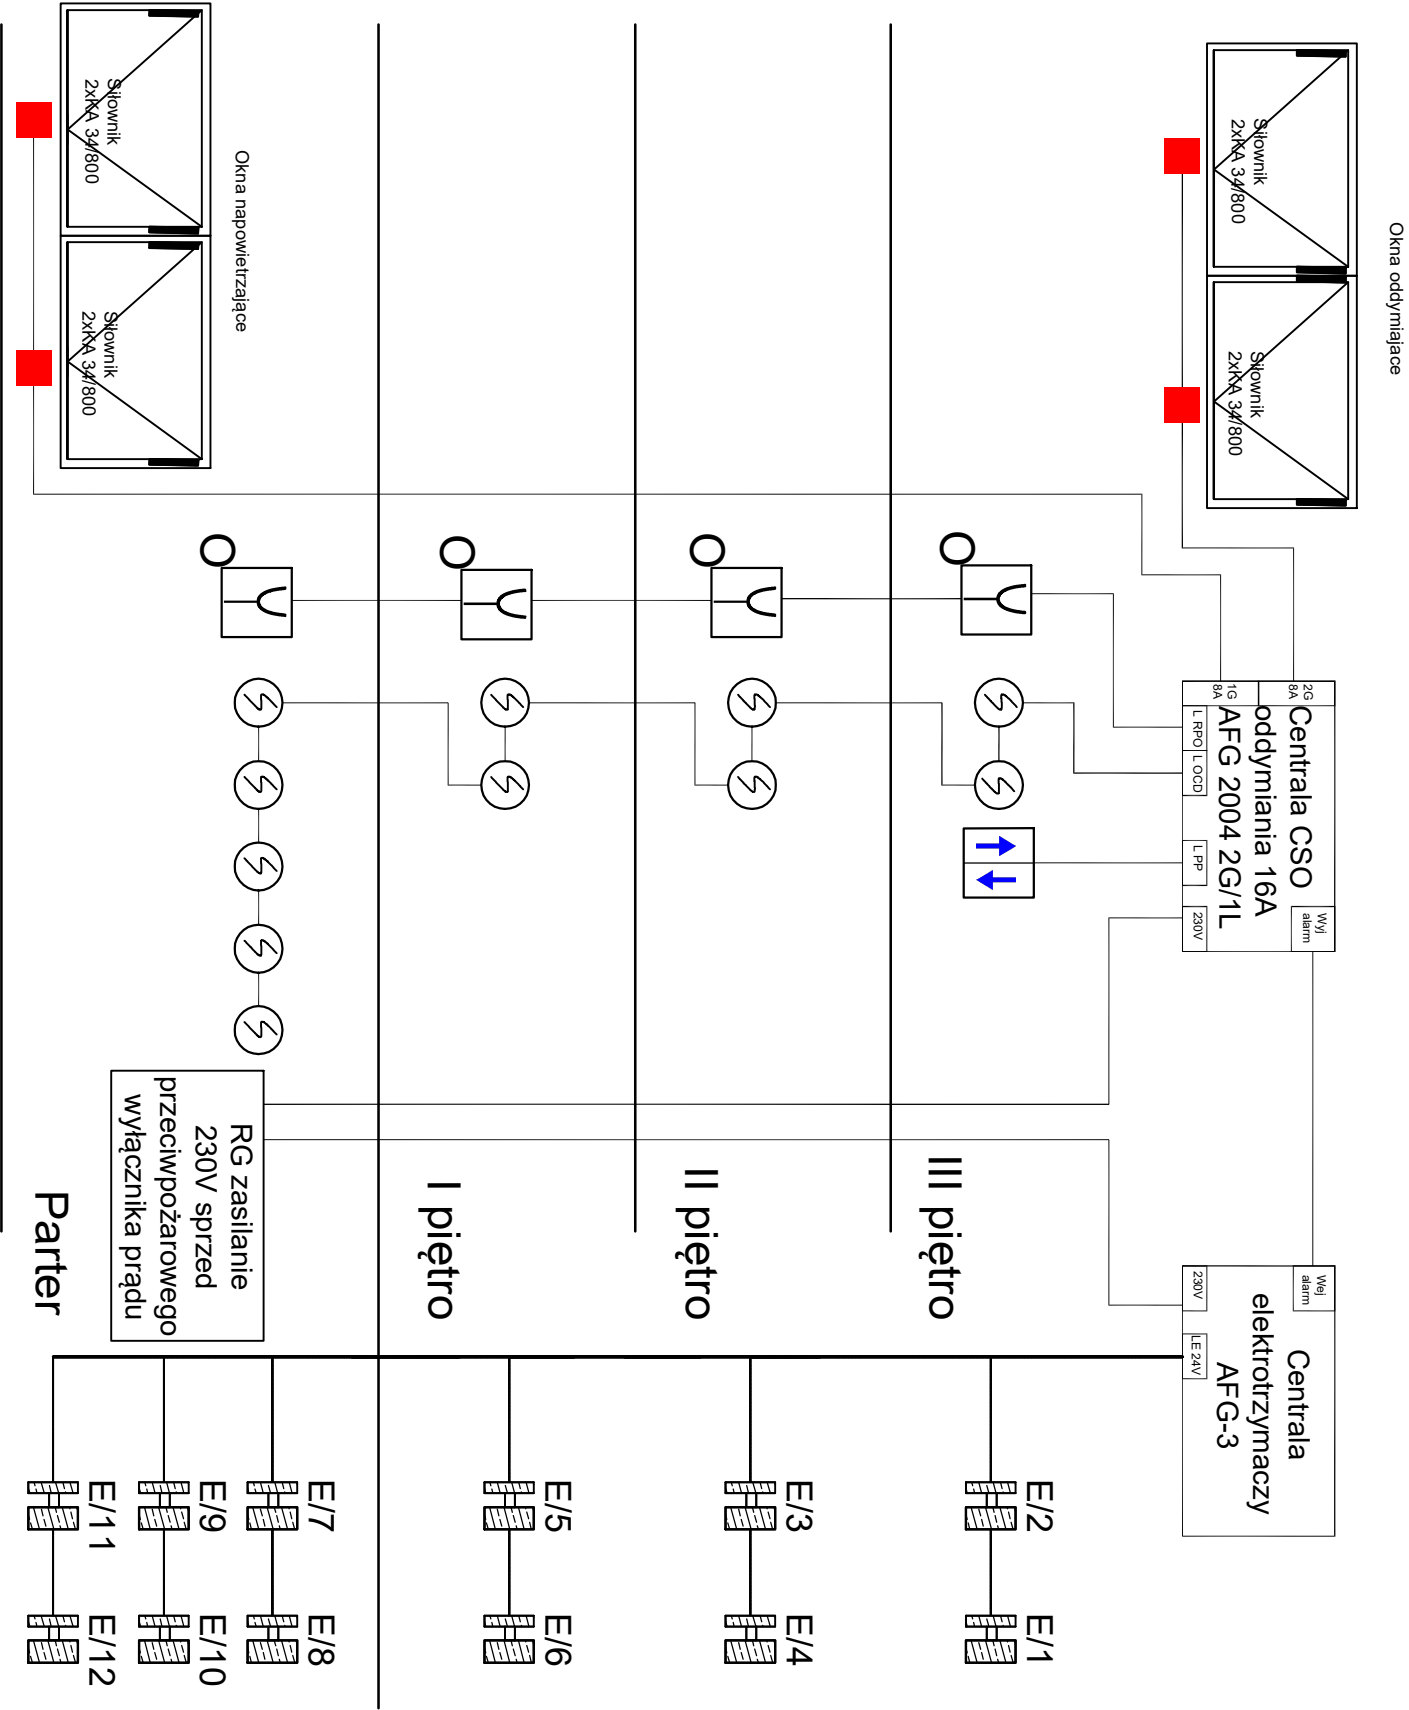 Okna oddymiajace
Siłownik
2xKA 34/800
Siłownik
2xKA 34/800
2G
8A
1G
8A
Centrala CSO
oddymiania 16A
AFG 2004 2G/1L
L RPO
L OCD
L PP
230V
Wyj
alarm
Wej
alarm
230V
LE 24V
Centrala
elektrotrzymaczy
AFG-3
O
III piętro
E/2
E/1
O
II piętro
E/3
E/4
O
I piętro
E/5
E/6
Okna napowietrzające
Siłownik
2xKA 34/800
Siłownik
2xKA 34/800
O
RG zasilanie
230V sprzed
przeciwpożarowego
wyłącznika prądu
Parter
E/7
E/8
E/9
E/10
E/11
E/12